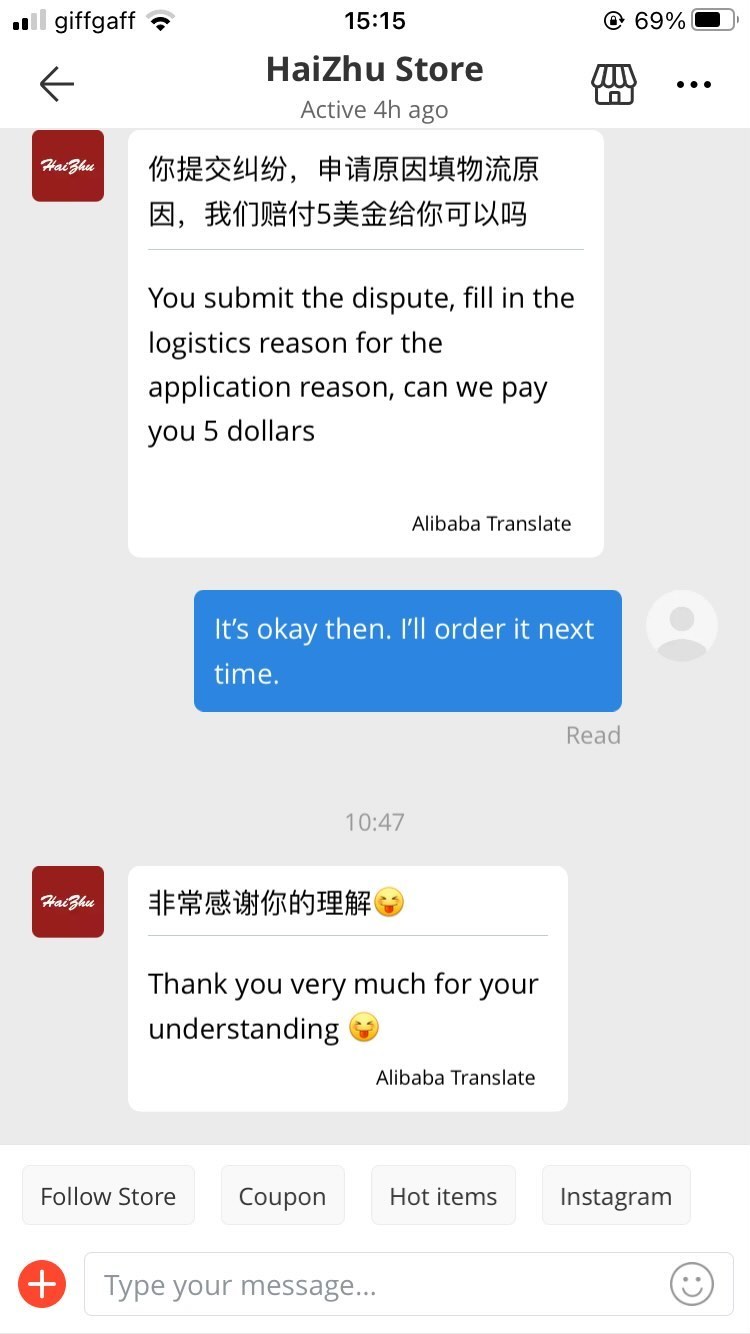 giffgaff 15:15 69%
HaiZhu Store
Active 4h ago
HaiZhu
你提交纠纷，申请原因填物流原
因，我们赔付5美金给你可以吗
You submit the dispute, fill in the
logistics reason for the
application reason, can we pay
you 5 dollars
Alibaba Translate
It’s okay then. I’ll order it next
time.
Read
10:47
HaiZhu
非常感谢你的理解😝
Thank you very much for your
understanding 😝
Alibaba Translate
Follow Store Coupon Hot items Instagram
Type your message...